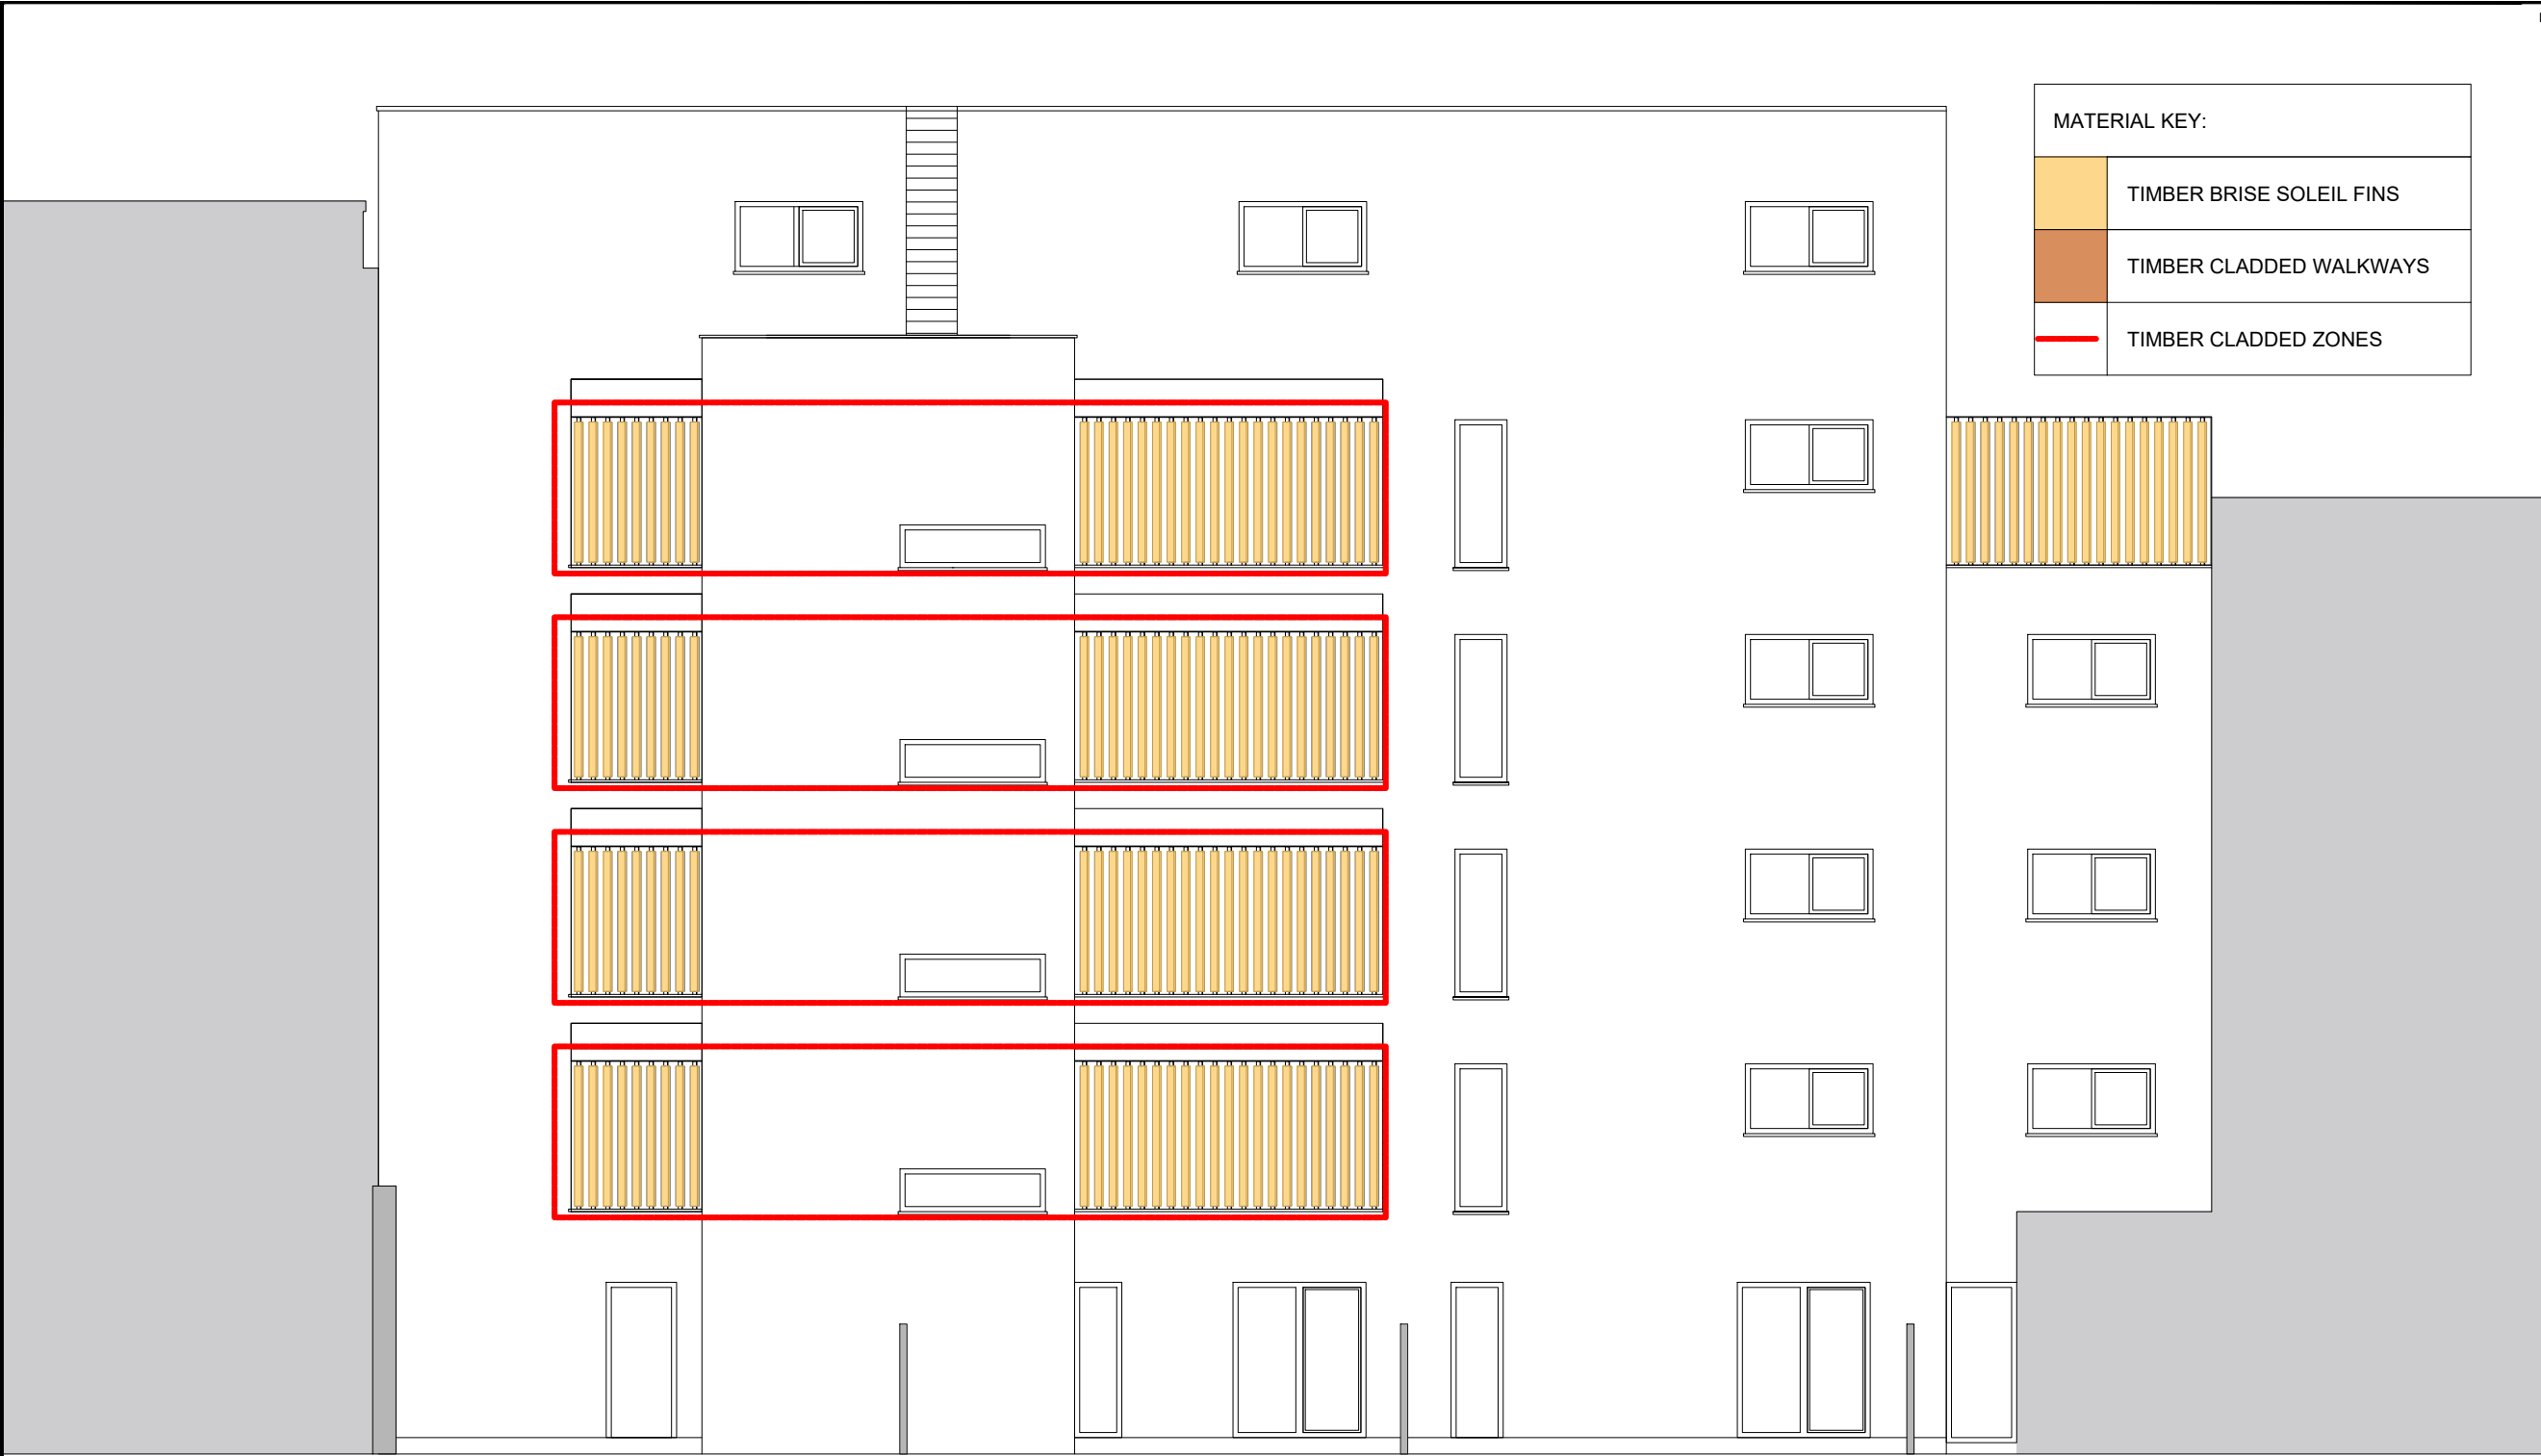 MATERIAL KEY:
TIMBER BRISE SOLEIL FINS
TIMBER CLADDED WALKWAYS
TIMBER CLADDED ZONES